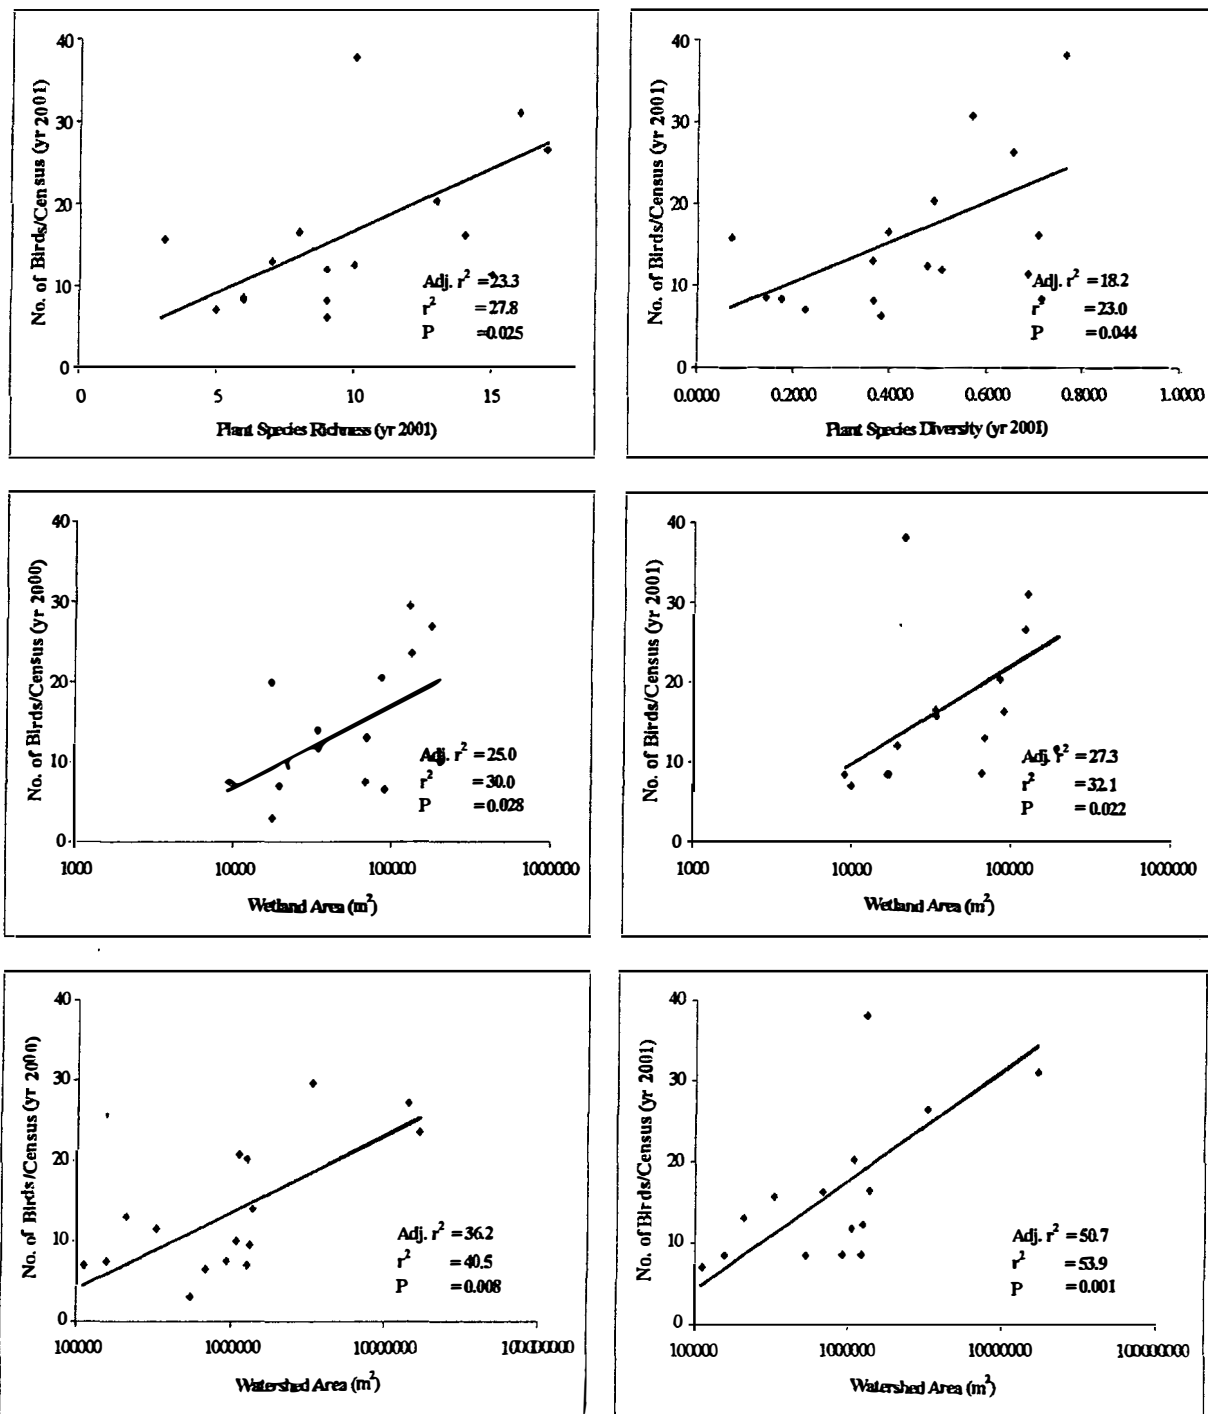 No. of Birds/Census (yr 2001)
40
30
20
10
0
0 5 10 15
Adj. r² =23.3
r² =27.8
P =0.025
Plant Species Richness (yr 2001)
No. of Birds/Census (yr 2001)
40
30
20
10
0
0.0000 0.2000 0.4000 0.6000 0.8000 1.0000
Adj. r² =18.2
r² =23.0
P =0.044
Plant Species Diversity (yr 2001)
No. of Birds/Census (yr 2000)
40
30
20
10
0
1000 10000 100000 1000000
Adj. r² =25.0
r² =30.0
P =0.028
Wetland Area (m²)
No. of Birds/Census (yr 2001)
40
30
20
10
0
1000 10000 100000 1000000
Adj. r² =27.3
r² =32.1
P =0.022
Wetland Area (m²)
No. of Birds/Census (yr 2000)
40
30
20
10
0
100000 1000000 10000000 100000000
Adj. r² =36.2
r² =40.5
P =0.008
Watershed Area (m²)
No. of Birds/Census (yr 2001)
40
30
20
10
0
100000 1000000 10000000 100000000
Adj. r² =50.7
r² =53.9
P =0.001
Watershed Area (m²)